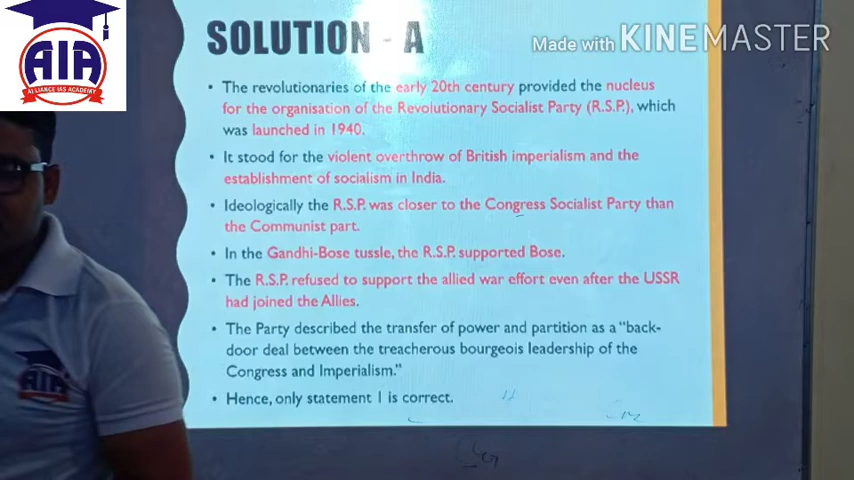 AIA
ALLIANCE IAS ACADEMY
Made with KINEMASTER
SOLUTION - A
• The revolutionaries of the early 20th century provided the nucleus
for the organisation of the Revolutionary Socialist Party (R.S.P.), which
was launched in 1940.
• It stood for the violent overthrow of British imperialism and the
establishment of socialism in India.
• Ideologically the R.S.P. was closer to the Congress Socialist Party than
the Communist part.
• In the Gandhi-Bose tussle, the R.S.P. supported Bose.
• The R.S.P. refused to support the allied war effort even after the USSR
had joined the Allies.
• The Party described the transfer of power and partition as a "back-
door deal between the treacherous bourgeois leadership of the
Congress and Imperialism."
• Hence, only statement 1 is correct.
AIA